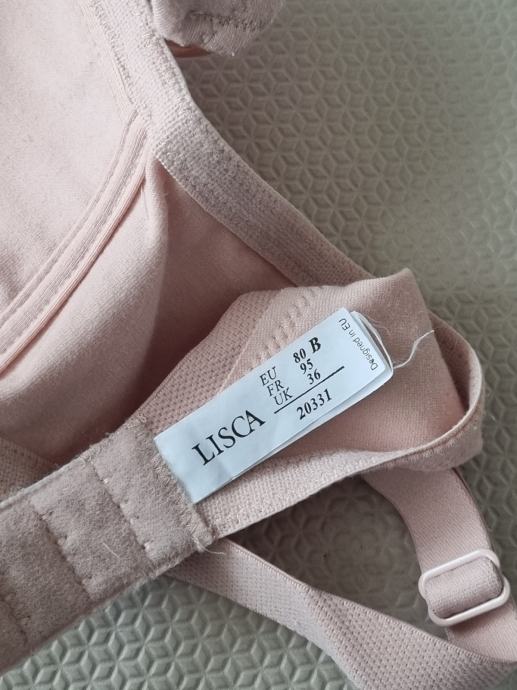 LISCA
EU 80 B
FR 95
UK 36
20331
Designed in EU